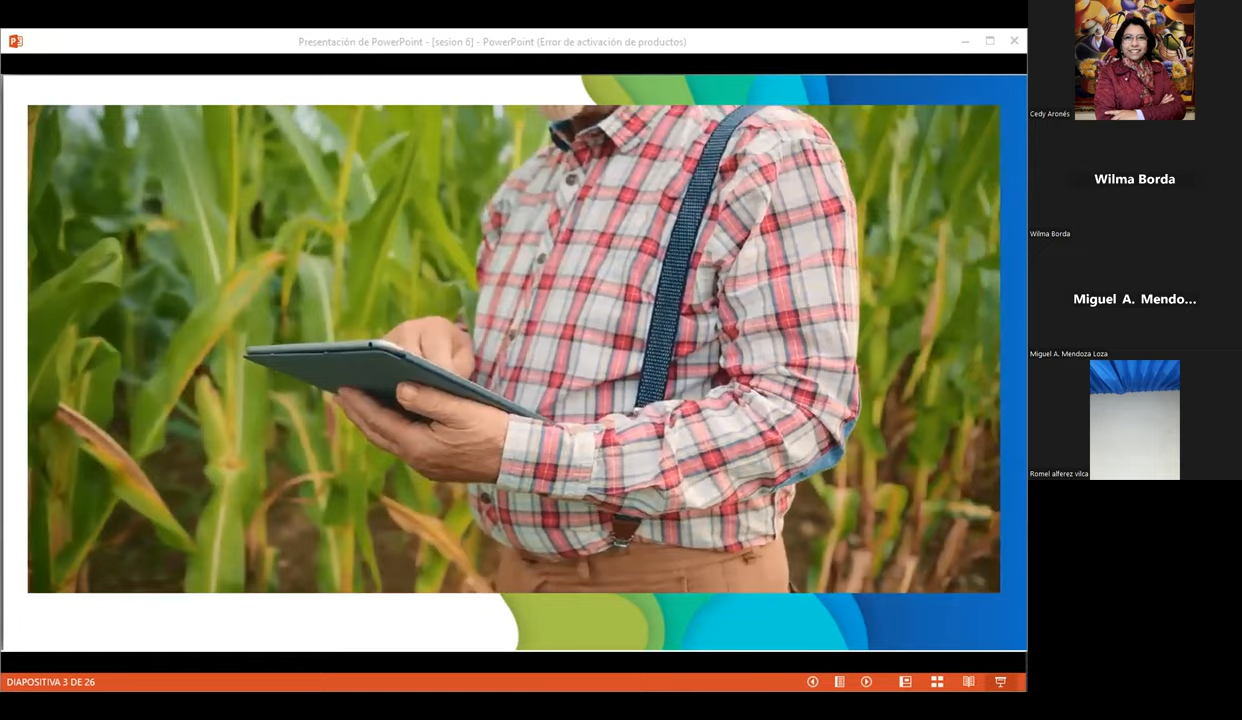 Presentación de PowerPoint - [sesion 6] - PowerPoint (Error de activación de productos)
Cedy Aronés
Wilma Borda
Wilma Borda
Miguel A. Mendo...
Miguel A. Mendoza Loza
Romel alferez vilca
DIAPOSITIVA 3 DE 26